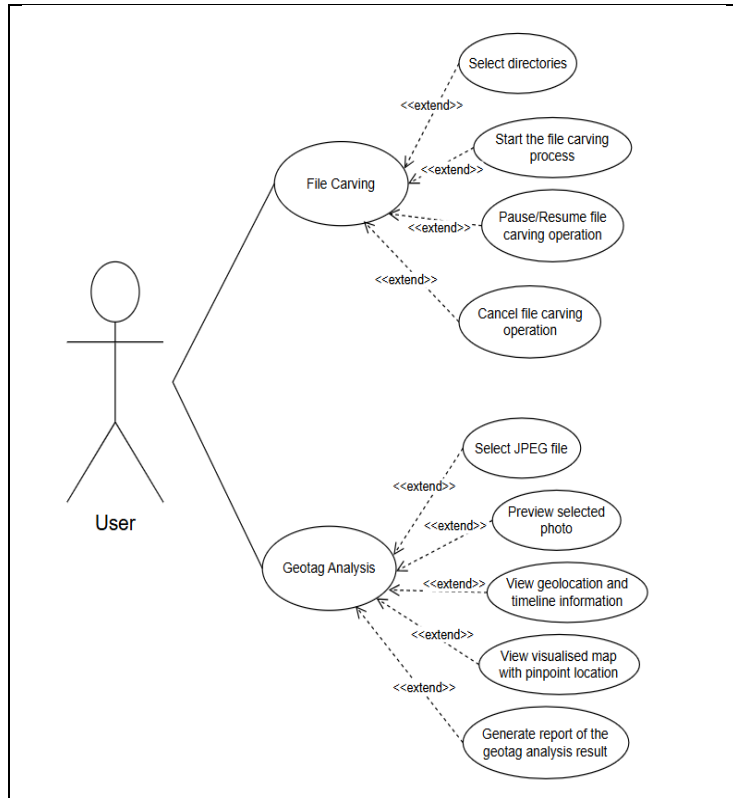 Select directories
<<extend>>
Start the file carving
process
<<extend>>
File Carving
Pause/Resume file
carving operation
<<extend>>
<<extend>>
Cancel file carving
operation
User
Select JPEG file
<<extend>>
Preview selected
photo
<<extend>>
Geotag Analysis
View geolocation and
timeline information
<<extend>>
<<extend>>
View visualised map
with pinpoint location
<<extend>>
Generate report of the
geotag analysis result